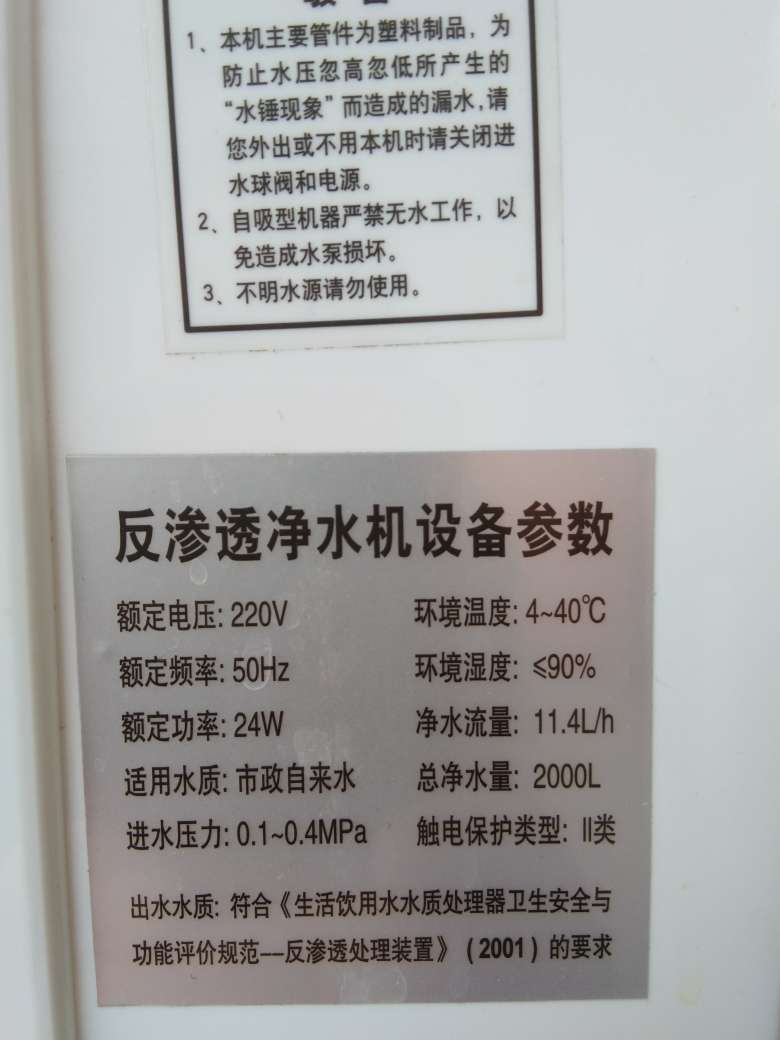 1、本机主要管件为塑料制品，为
防止水压忽高忽低所产生的
“水锤现象”而造成的漏水,请
您外出或不用本机时请关闭进
水球阀和电源。
2、自吸型机器严禁无水工作，以
免造成水泵损坏。
3、不明水源请勿使用。
反渗透净水机设备参数
额定电压: 220V 环境温度: 4~40℃
额定频率: 50Hz 环境湿度: ≤90%
额定功率: 24W 净水流量: 11.4L/h
适用水质: 市政自来水 总净水量: 2000L
进水压力: 0.1~0.4MPa 触电保护类型: II类
出水水质: 符合《生活饮用水水质处理器卫生安全与
功能评价规范--反渗透处理装置》(2001) 的要求